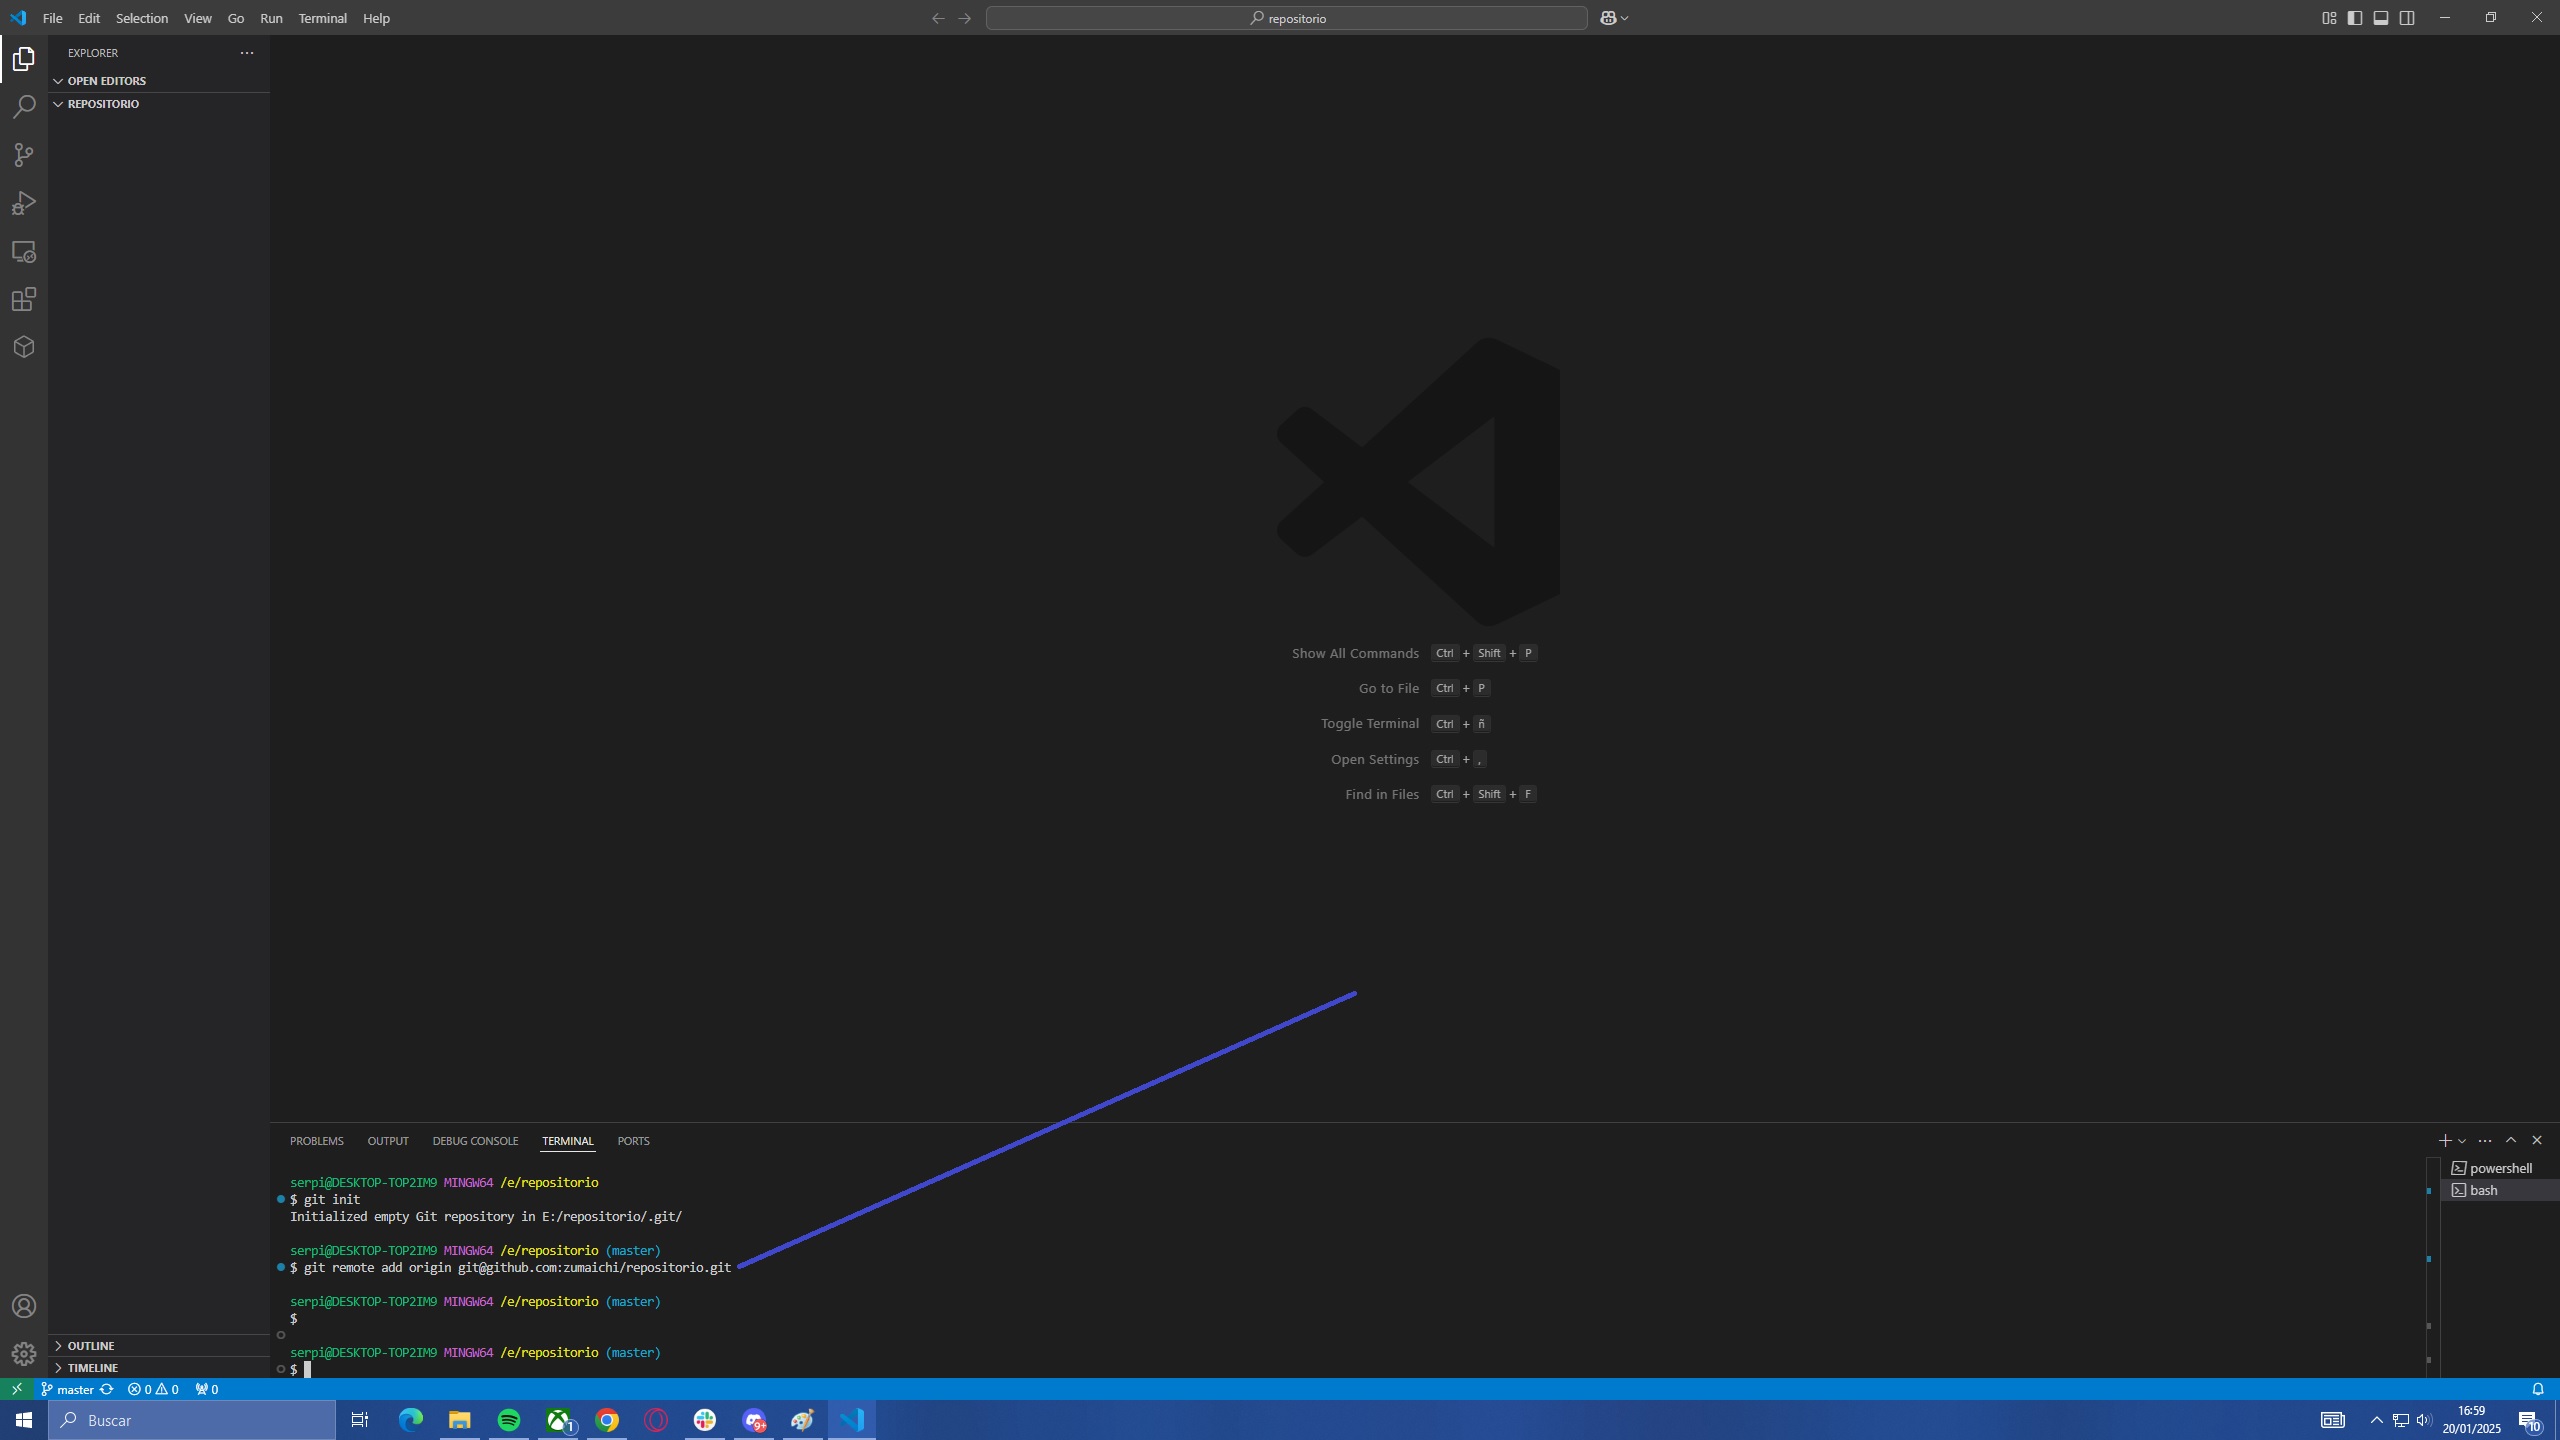 File Edit Selection View Go Run Terminal Help
repositorio
EXPLORER
OPEN EDITORS
REPOSITORIO
Show All Commands Ctrl + Shift + P
Go to File Ctrl + P
Toggle Terminal Ctrl + ñ
Open Settings Ctrl + ,
Find in Files Ctrl + Shift + F
PROBLEMS OUTPUT DEBUG CONSOLE TERMINAL PORTS
serpi@DESKTOP-TOP2IM9 MINGW64 /e/repositorio
$ git init
Initialized empty Git repository in E:/repositorio/.git/
serpi@DESKTOP-TOP2IM9 MINGW64 /e/repositorio (master)
$ git remote add origin git@github.com:zumaichi/repositorio.git
serpi@DESKTOP-TOP2IM9 MINGW64 /e/repositorio (master)
$
serpi@DESKTOP-TOP2IM9 MINGW64 /e/repositorio (master)
$
powershell
bash
OUTLINE
TIMELINE
master 0 0 0
Buscar
1
9+
16:59
20/01/2025
10